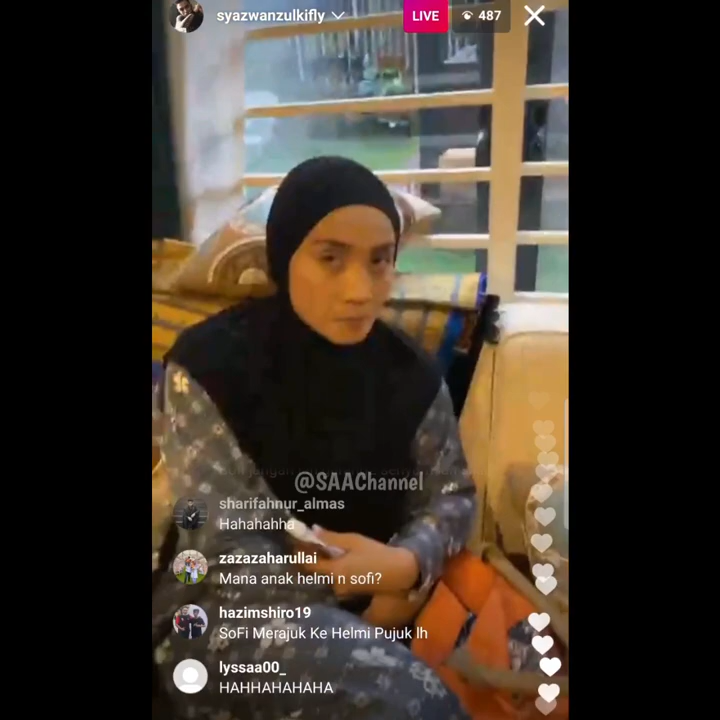 syazwanzulkifly
LIVE
487
@SAAChannel
sharifahnur_almas
Hahahahha
zazazaharullai
Mana anak helmi n sofi?
hazimshiro19
SoFi Merajuk Ke Helmi Pujuk lh
lyssaa00_
HAHHAHAHAHA